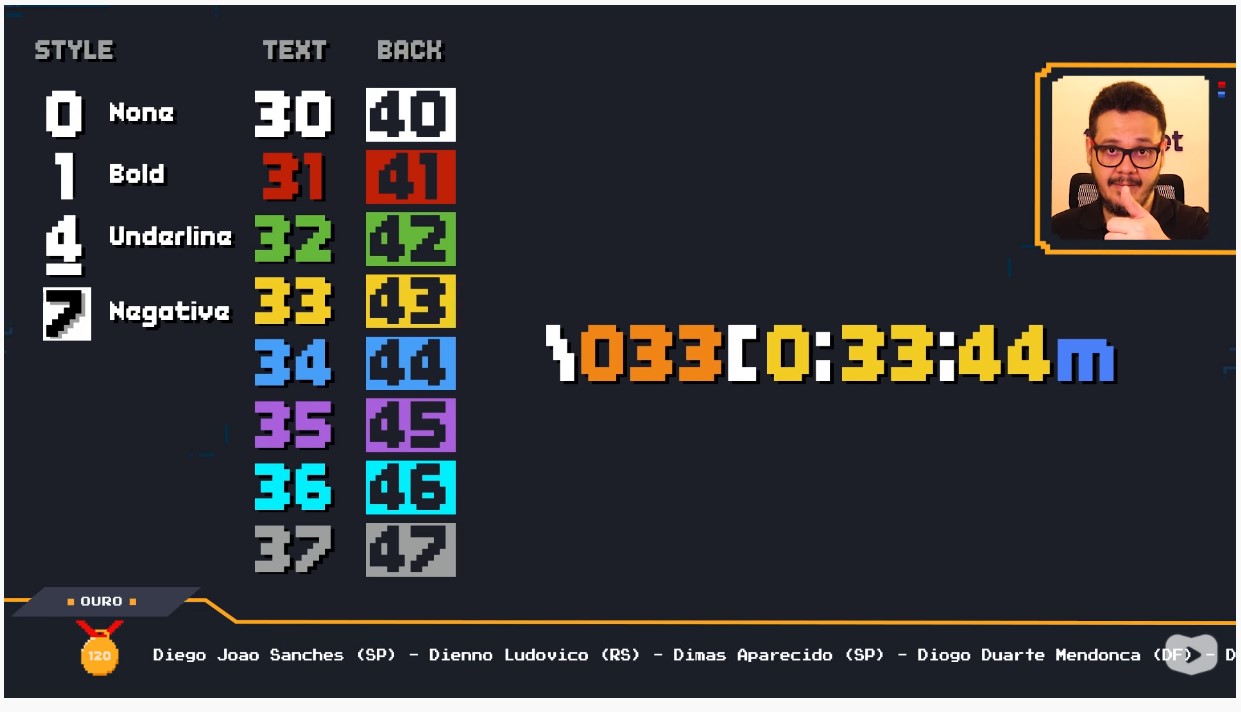 STYLE TEXT BACK
0 None 30 40
1 Bold 31 41
4 Underline 32 42
7 Negative 33 43
34 44
35 45
36 46
37 47
\033[0:33:44m
OURO
120
Diego Joao Sanches (SP) - Dienno Ludovico (RS) - Dimas Aparecido (SP) - Diogo Duarte Mendonca (DF) - D